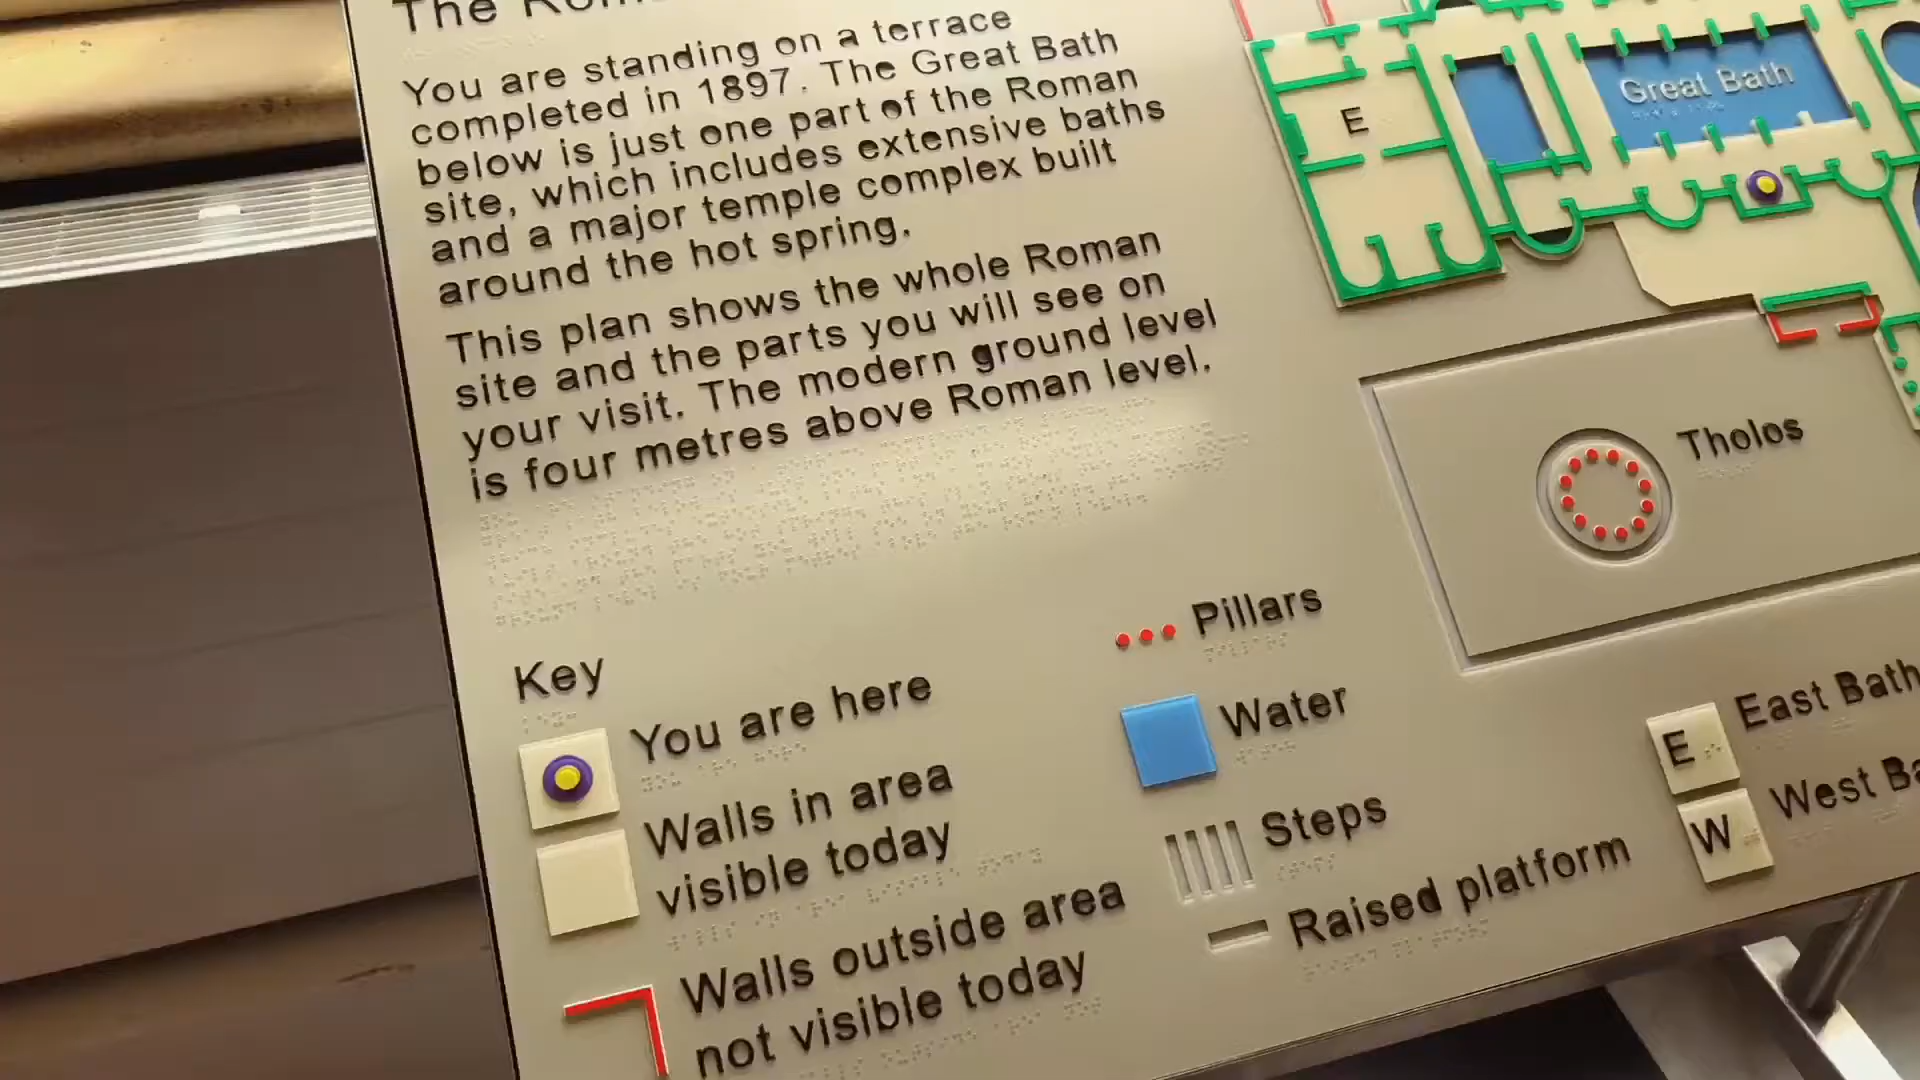 The Roman
You are standing on a terrace
completed in 1897. The Great Bath
below is just one part of the Roman
site, which includes extensive baths
and a major temple complex built
around the hot spring.
This plan shows the whole Roman
site and the parts you will see on
your visit. The modern ground level
is four metres above Roman level.
Great Bath
E
Tholos
Key
You are here
Walls in area
visible today
Walls outside area
not visible today
Pillars
Water
Steps
Raised platform
E East Bath
W West